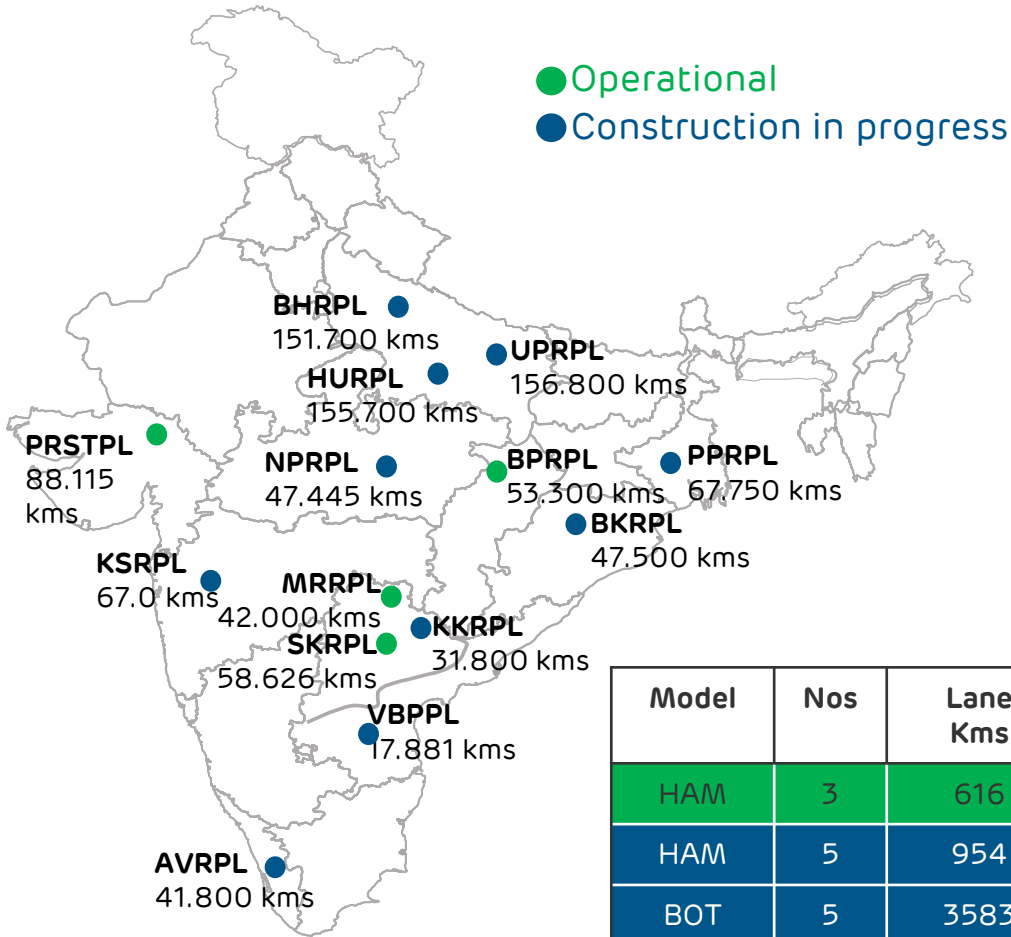 Operational
Construction in progress
BHRPL
151.700 kms
UPRPL
156.800 kms
HURPL
155.700 kms
PRSTPL
88.115
kms
NPRPL
47.445 kms
BPRPL
53.300 kms
PPRPL
67.750 kms
BKRPL
47.500 kms
KSRPL
67.0 kms
MRRPL
42.000 kms
KKRPL
31.800 kms
SKRPL
58.626 kms
VBPPL
17.881 kms
AVRPL
41.800 kms
Model Nos Lane
Kms
HAM 3 616
HAM 5 954
BOT 5 3583